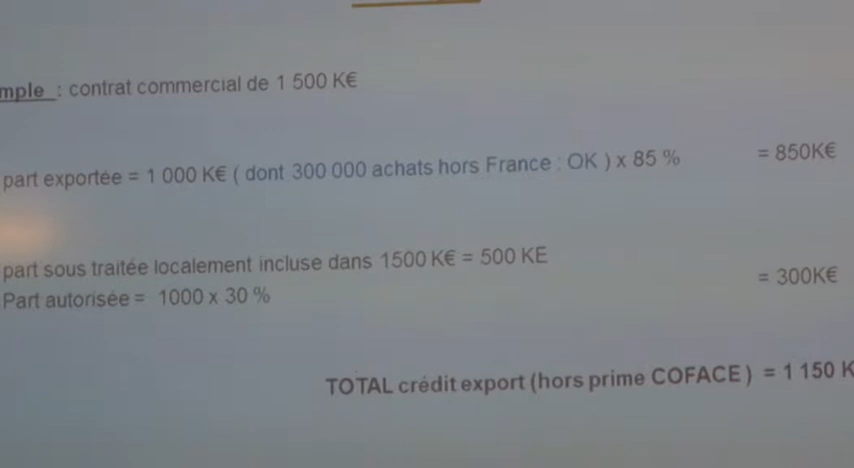 mple : contrat commercial de 1 500 K€
part exportée = 1 000 K€ ( dont 300 000 achats hors France : OK ) x 85 % = 850K€
part sous traitée localement incluse dans 1500 K€ = 500 KE
Part autorisée = 1000 x 30 % = 300K€
TOTAL crédit export (hors prime COFACE ) = 1 150 K